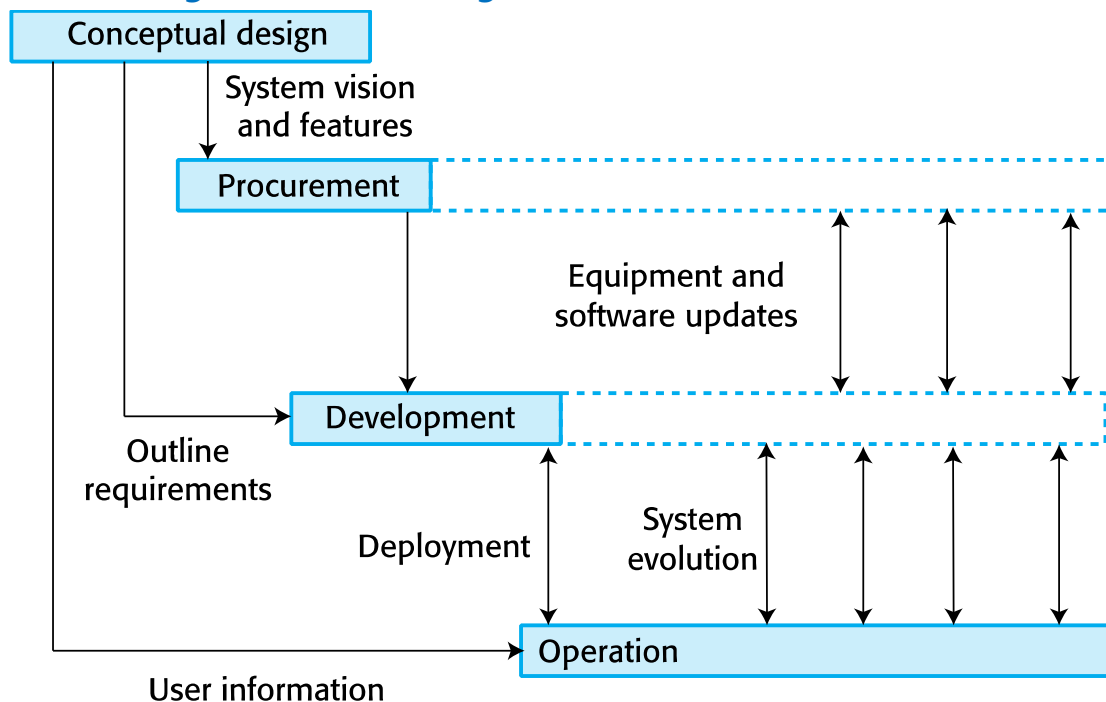 Conceptual design
System vision
and features
Procurement
Equipment and
software updates
Development
Outline
requirements
System
evolution
Deployment
Operation
User information